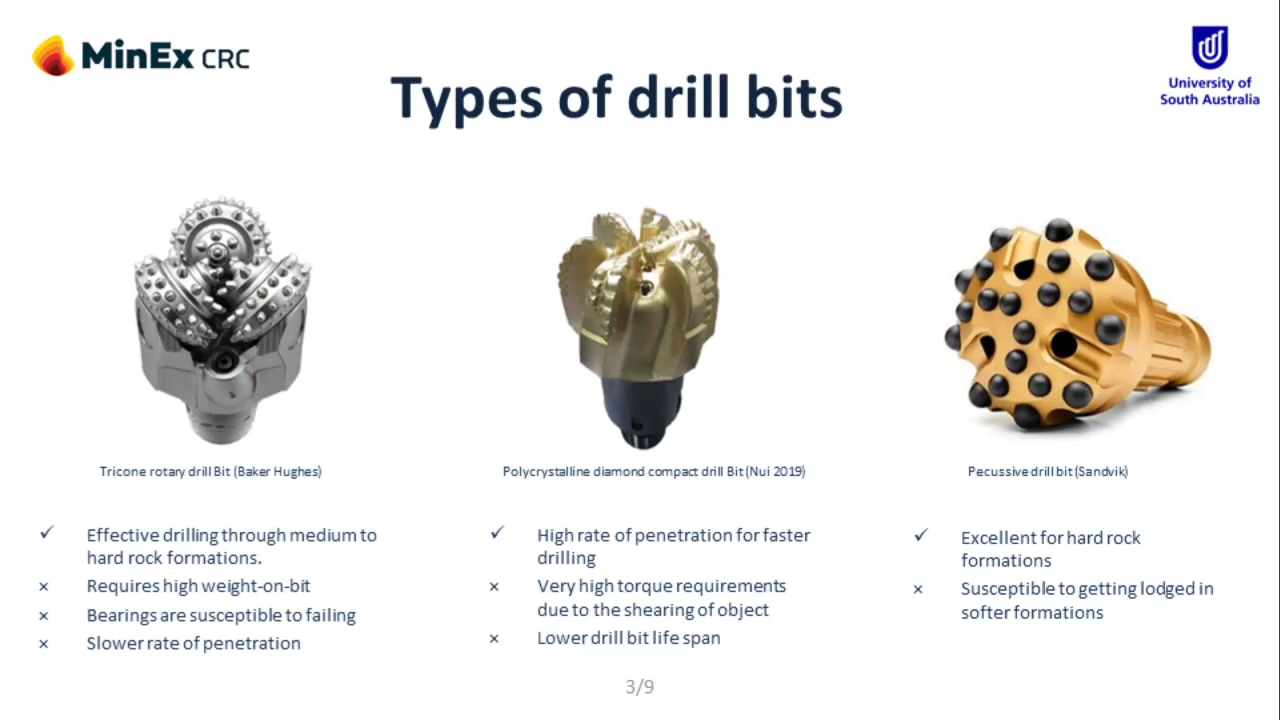 MinEx CRC
University of
South Australia
Types of drill bits
Tricone rotary drill Bit (Baker Hughes)
Polycrystalline diamond compact drill Bit (Nui 2019)
Pecussive drill bit (Sandvik)
✓ Effective drilling through medium to
hard rock formations.
× Requires high weight-on-bit
× Bearings are susceptible to failing
× Slower rate of penetration
✓ High rate of penetration for faster
drilling
× Very high torque requirements
due to the shearing of object
× Lower drill bit life span
✓ Excellent for hard rock
formations
× Susceptible to getting lodged in
softer formations
3/9